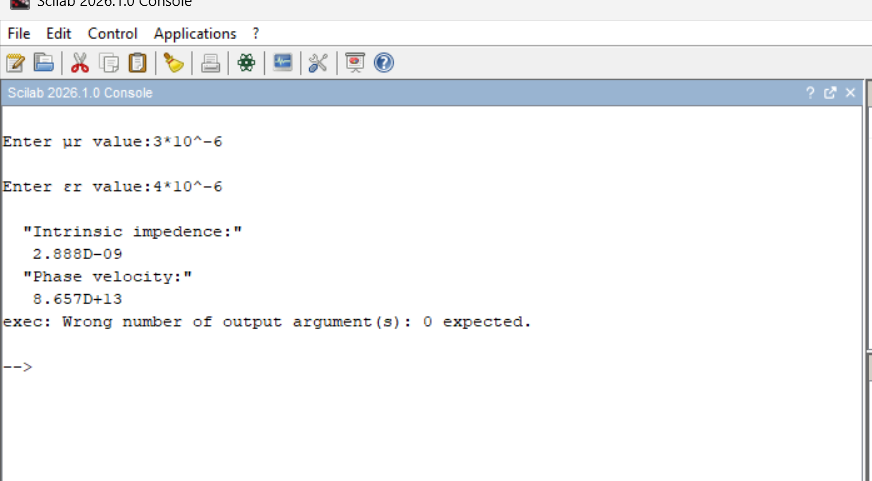 Scilab 2026.1.0 Console
File Edit Control Applications ?
Scilab 2026.1.0 Console
Enter μr value:3*10^-6
Enter εr value:4*10^-6
"Intrinsic impedence:"
2.888D-09
"Phase velocity:"
8.657D+13
exec: Wrong number of output argument(s): 0 expected.
-->